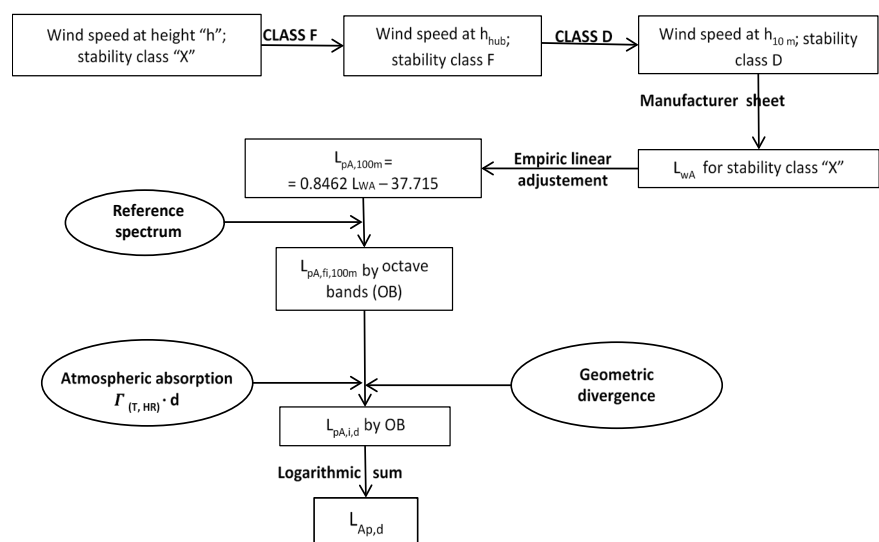 Wind speed at height “h”;
stability class “X”
CLASS F
Wind speed at hhub;
stability class F
CLASS D
Wind speed at h10 m; stability
class D
Manufacturer sheet
LwA for stability class “X”
Empiric linear
adjustement
LpA,100m =
= 0.8462 LWA – 37.715
Reference
spectrum
LpA,fi,100m by octave
bands (OB)
Atmospheric absorption
Γ (T, HR) · d
Geometric
divergence
LpA,i,d by OB
Logarithmic sum
LAp,d